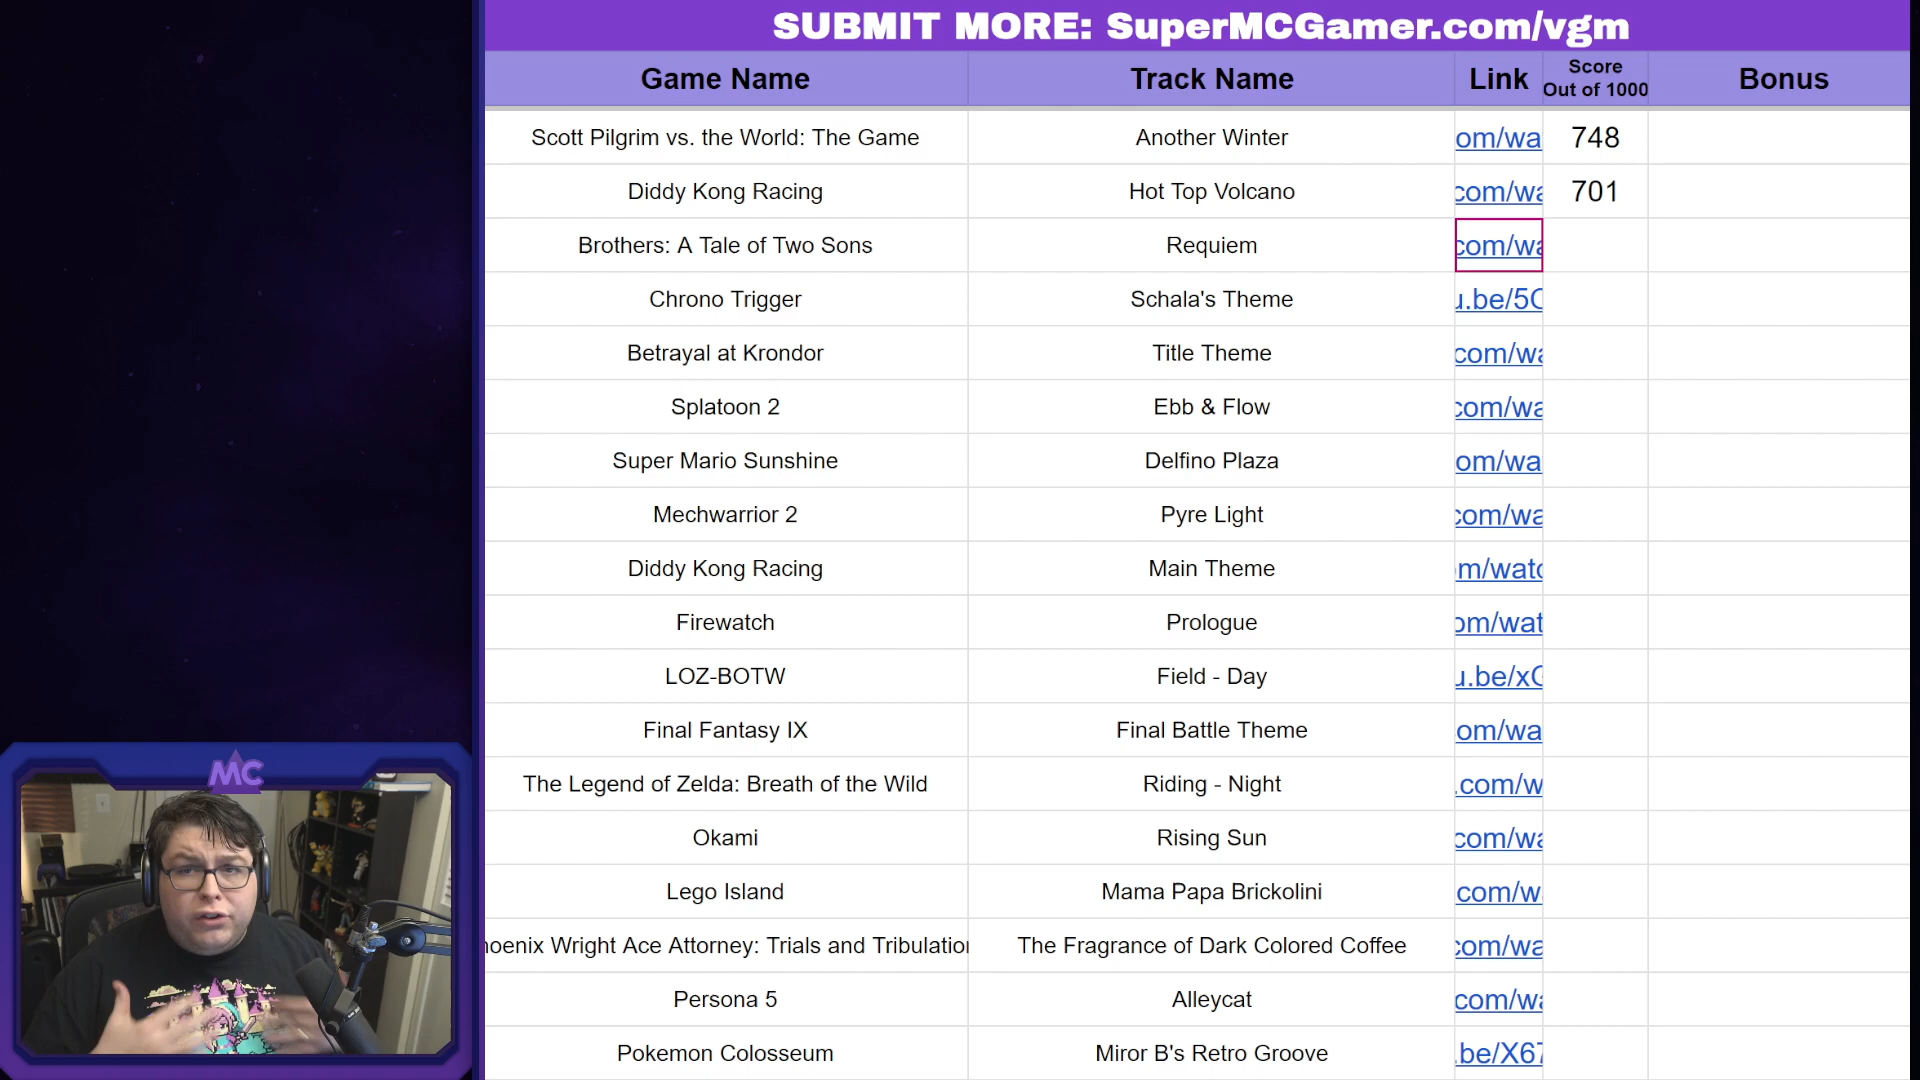 SUBMIT MORE: SuperMCGamer.com/vgm
Game Name Track Name Link Score Out of 1000 Bonus
Scott Pilgrim vs. the World: The Game Another Winter om/wa 748
Diddy Kong Racing Hot Top Volcano com/wa 701
Brothers: A Tale of Two Sons Requiem com/wa
Chrono Trigger Schala's Theme u.be/5
Betrayal at Krondor Title Theme com/wa
Splatoon 2 Ebb & Flow com/wa
Super Mario Sunshine Delfino Plaza om/wa
Mechwarrior 2 Pyre Light com/wa
Diddy Kong Racing Main Theme m/wat
Firewatch Prologue om/wat
LOZ-BOTW Field - Day u.be/x
Final Fantasy IX Final Battle Theme om/wa
The Legend of Zelda: Breath of the Wild Riding - Night .com/w
Okami Rising Sun com/wa
Lego Island Mama Papa Brickolini .com/w
hoenix Wright Ace Attorney: Trials and Tribulation The Fragrance of Dark Colored Coffee com/wa
Persona 5 Alleycat com/wa
Pokemon Colosseum Miror B's Retro Groove .be/X67
MC